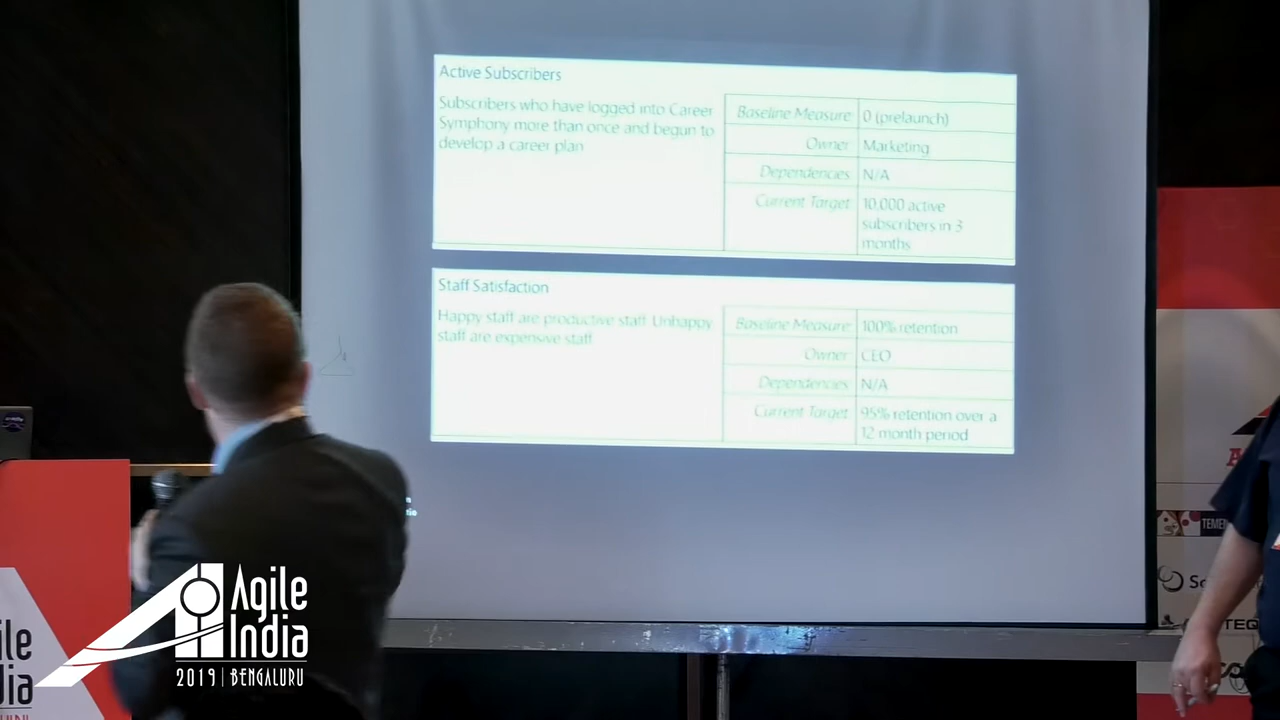 Active Subscribers
Subscribers who have logged into Career
Symphony more than once and begun to
develop a career plan
Baseline Measure 0 (prelaunch)
Owner Marketing
Dependencies N/A
Current Target 10,000 active
subscribers in 3
months
Staff Satisfaction
Happy staff are productive staff. Unhappy
staff are expensive staff
Baseline Measure 100% retention
Owner CEO
Dependencies N/A
Current Target 95% retention over a
12 month period
Agile
India
2019 | BENGALURU